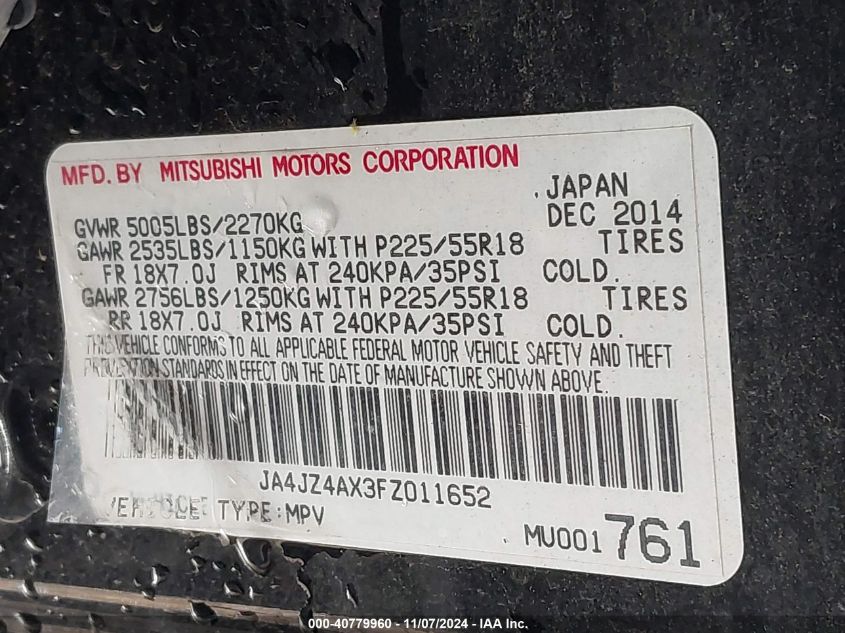 MFD. BY MITSUBISHI MOTORS CORPORATION
. JAPAN
GVWR 5005LBS/2270KG DEC 2014
GAWR 2535LBS/1150KG WITH P225/55R18 TIRES
FR 18X7.0J RIMS AT 240KPA/35PSI COLD.
GAWR 2756LBS/1250KG WITH P225/55R18 TIRES
RR 18X7.0J RIMS AT 240KPA/35PSI COLD.
THIS VEHICLE CONFORMS TO ALL APPLICABLE FEDERAL MOTOR VEHICLE SAFETY AND THEFT
PREVENTION STANDARDS IN EFFECT ON THE DATE OF MANUFACTURE SHOWN ABOVE.
JA4JZ4AX3FZ011652
VEHICLE TYPE:MPV
MU001 761
000-40779960 - 11/07/2024 - IAA, Inc.